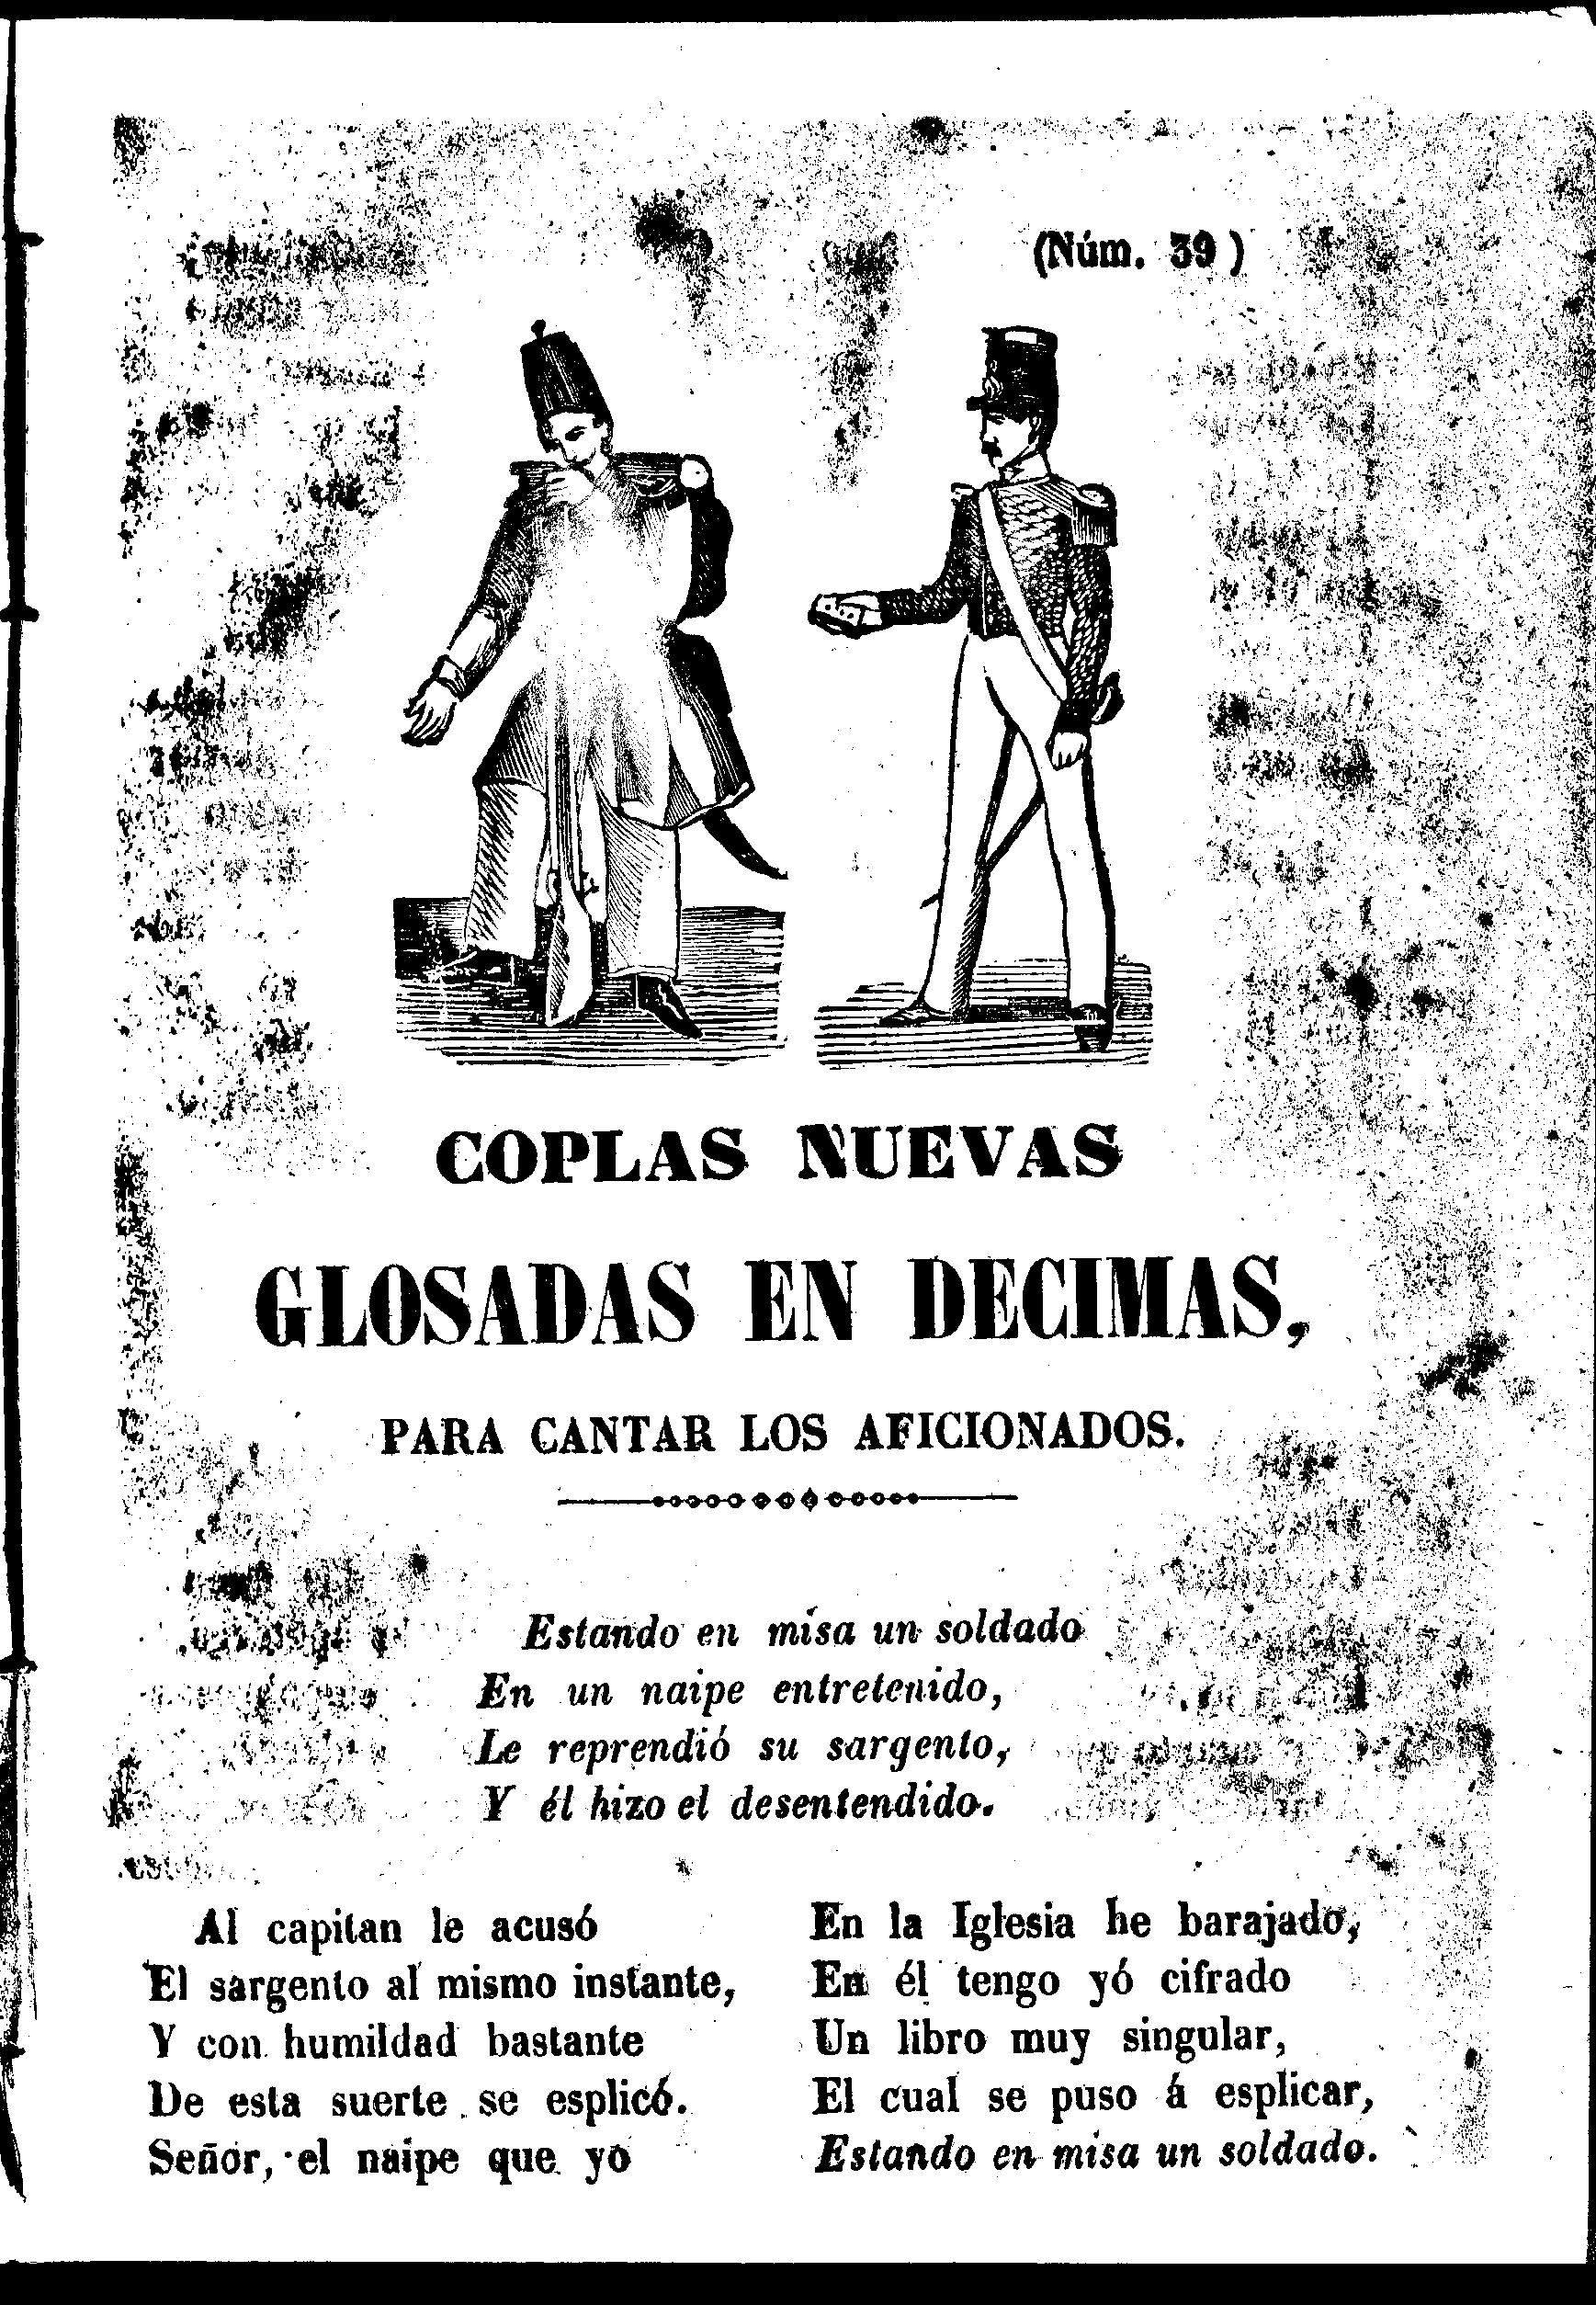 (Núm. 39)
COPLAS NUEVAS
GLOSADAS EN DECIMAS,
PARA CANTAR LOS AFICIONADOS.
Estando en misa un soldado
En un naipe entretenido,
Le reprendió su sargento,
Y él hizo el desentendido.
Al capitan le acusó
El sargento al mismo instante,
Y con humildad bastante
De esta suerte se esplicó.
Señor, el naipe que yo
En la Iglesia he barajado,
En él tengo yó cifrado
Un libro muy singular,
El cual se puso á esplicar,
Estando en misa un soldado.